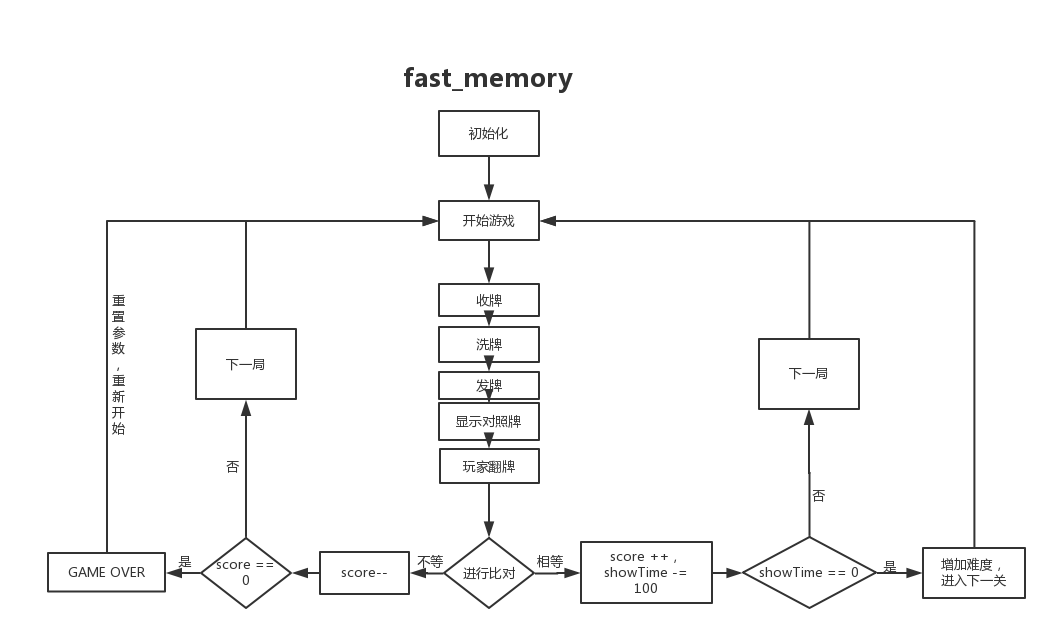 fast_memory
初始化
开始游戏
收牌
洗牌
发牌
显示对照牌
玩家翻牌
进行比对
不等
相等
score--
score ==
0
是
否
GAME OVER
下一局
重置参数，重新开始
score ++ ,
showTime -=
100
showTime == 0
否
是
下一局
增加难度，
进入下一关